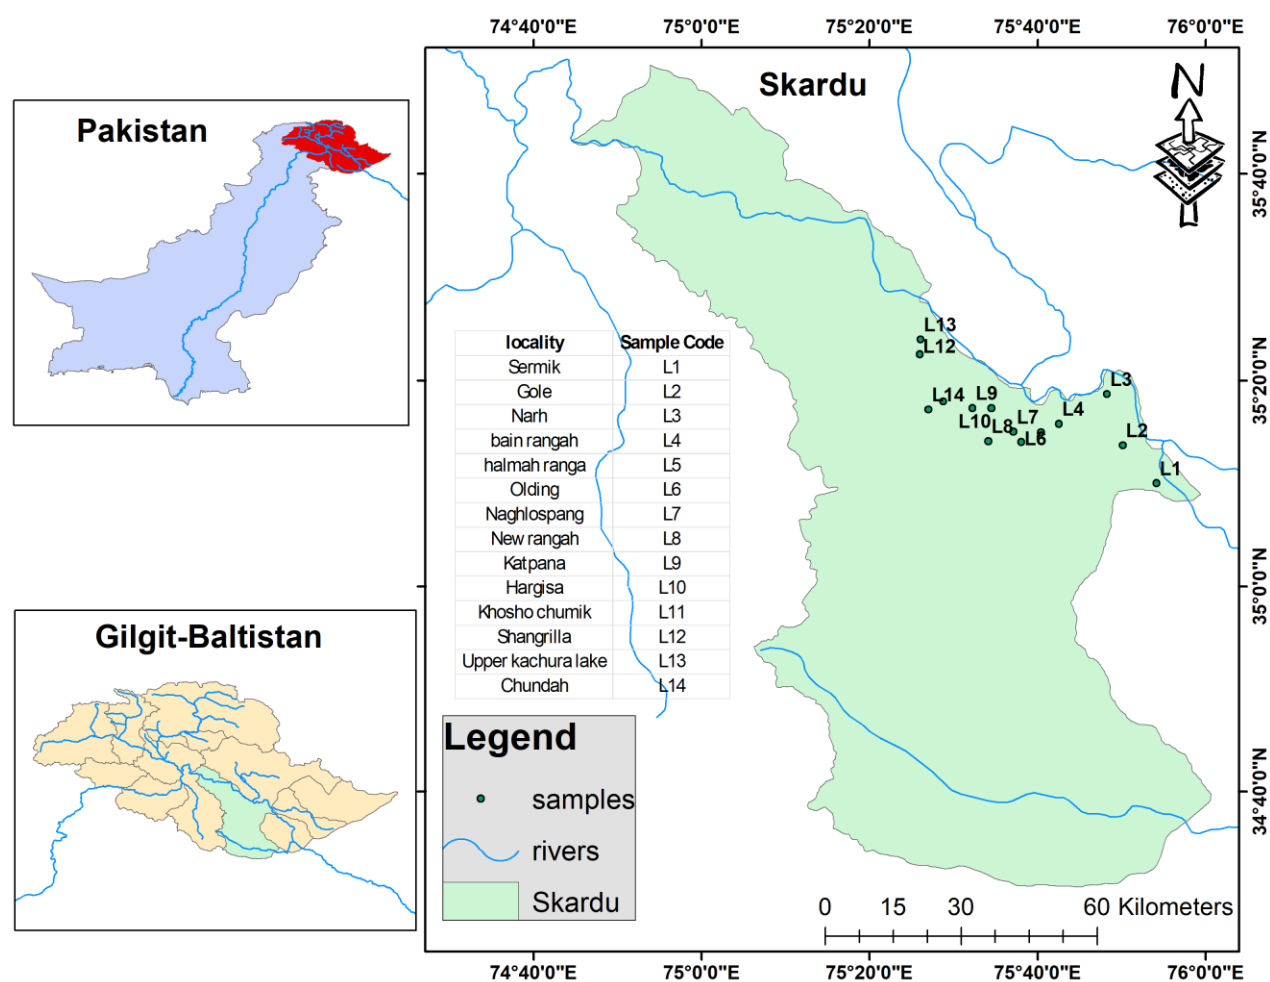 74°40'0"E 75°0'0"E 75°20'0"E 75°40'0"E 76°0'0"E
Pakistan
Skardu
N
35°40'0"N
35°20'0"N
35°0'0"N
34°40'0"N
L13
L12
L3
L14
L9
L10
L8
L7
L6
L4
L2
L1
locality Sample Code
Sermik L1
Gole L2
Narh L3
bain rangah L4
halmah ranga L5
Olding L6
Naghlospang L7
New rangah L8
Katpana L9
Hargisa L10
Khosho chumik L11
Shangrilla L12
Upper kachura lake L13
Chundah L14
Gilgit-Baltistan
Legend
samples
rivers
Skardu
0 15 30 60 Kilometers
74°40'0"E 75°0'0"E 75°20'0"E 75°40'0"E 76°0'0"E